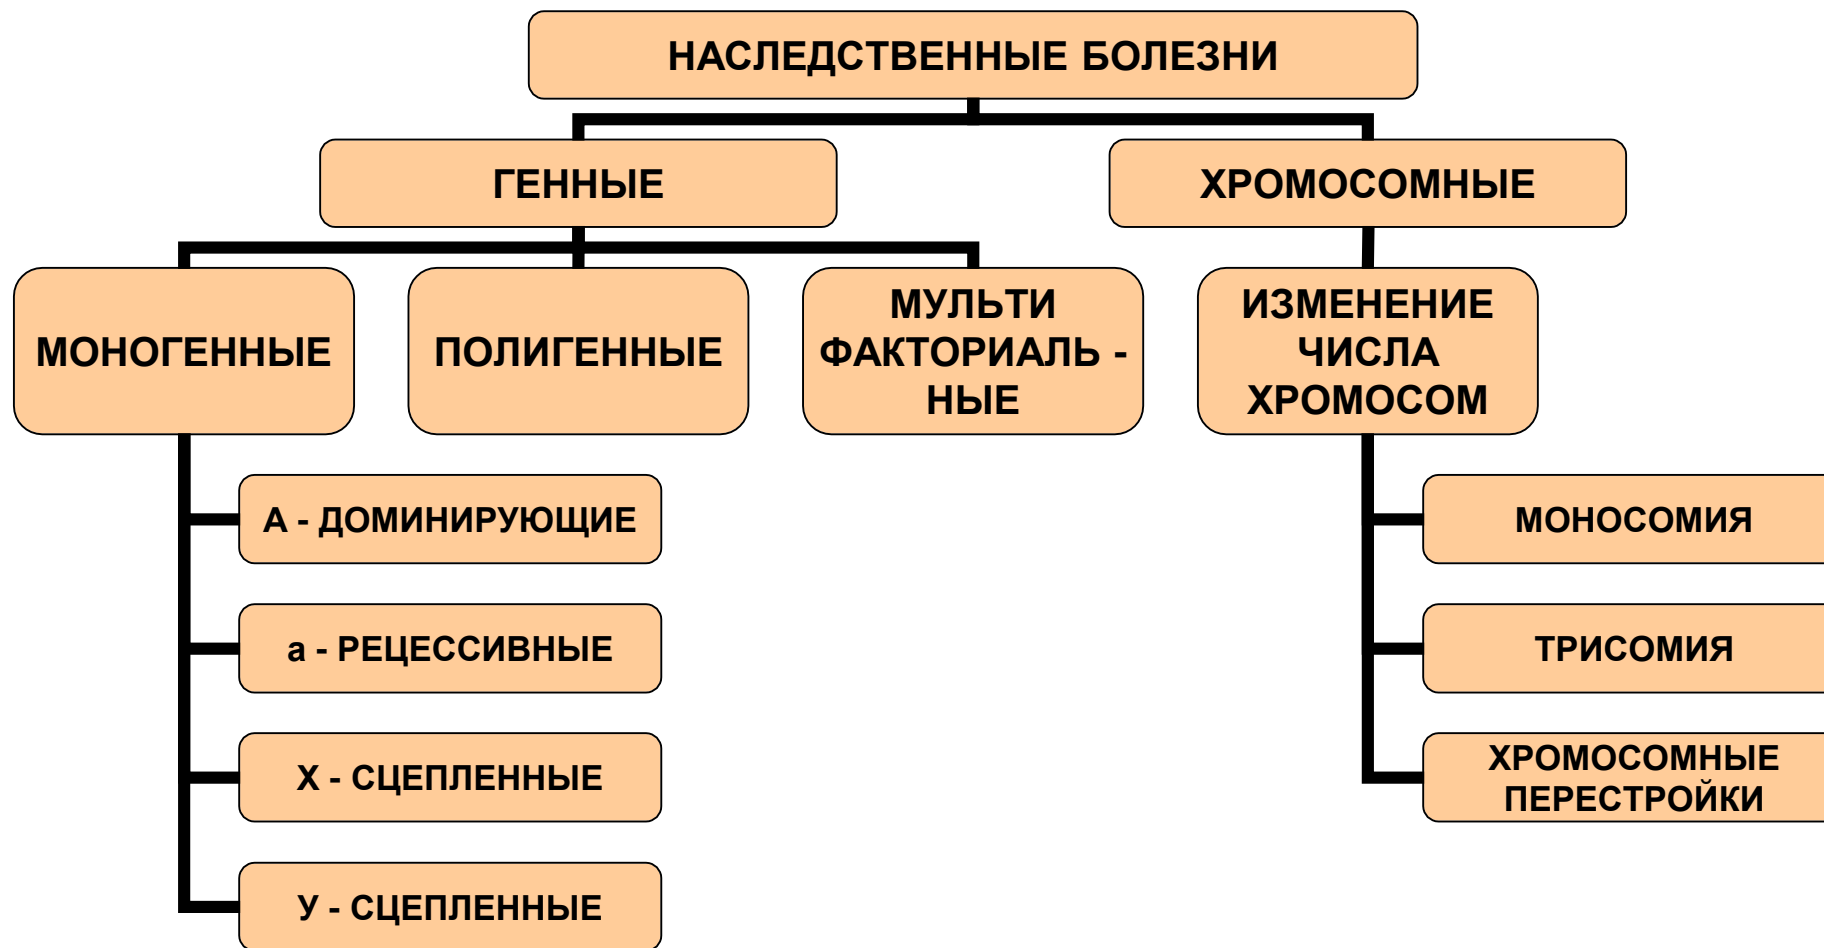 НАСЛЕДСТВЕННЫЕ БОЛЕЗНИ
ГЕННЫЕ
ХРОМОСОМНЫЕ
МОНОГЕННЫЕ
ПОЛИГЕННЫЕ
МУЛЬТИ
ФАКТОРИАЛЬ -
НЫЕ
ИЗМЕНЕНИЕ
ЧИСЛА
ХРОМОСОМ
А - ДОМИНИРУЮЩИЕ
а - РЕЦЕССИВНЫЕ
Х - СЦЕПЛЕННЫЕ
У - СЦЕПЛЕННЫЕ
МОНОСОМИЯ
ТРИСОМИЯ
ХРОМОСОМНЫЕ
ПЕРЕСТРОЙКИ